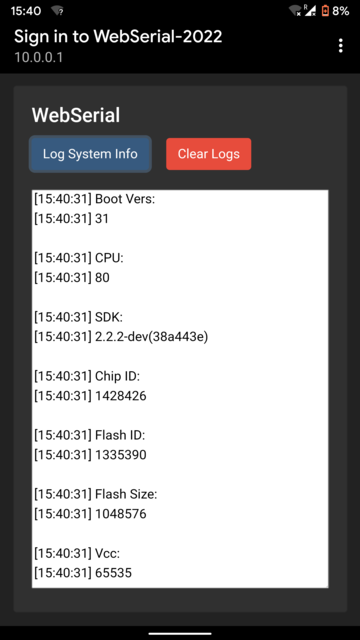 15:40
R
8%
Sign in to WebSerial-2022
10.0.0.1
WebSerial
Log System Info
Clear Logs
[15:40:31] Boot Vers:
[15:40:31] 31
[15:40:31] CPU:
[15:40:31] 80
[15:40:31] SDK:
[15:40:31] 2.2.2-dev(38a443e)
[15:40:31] Chip ID:
[15:40:31] 1428426
[15:40:31] Flash ID:
[15:40:31] 1335390
[15:40:31] Flash Size:
[15:40:31] 1048576
[15:40:31] Vcc:
[15:40:31] 65535